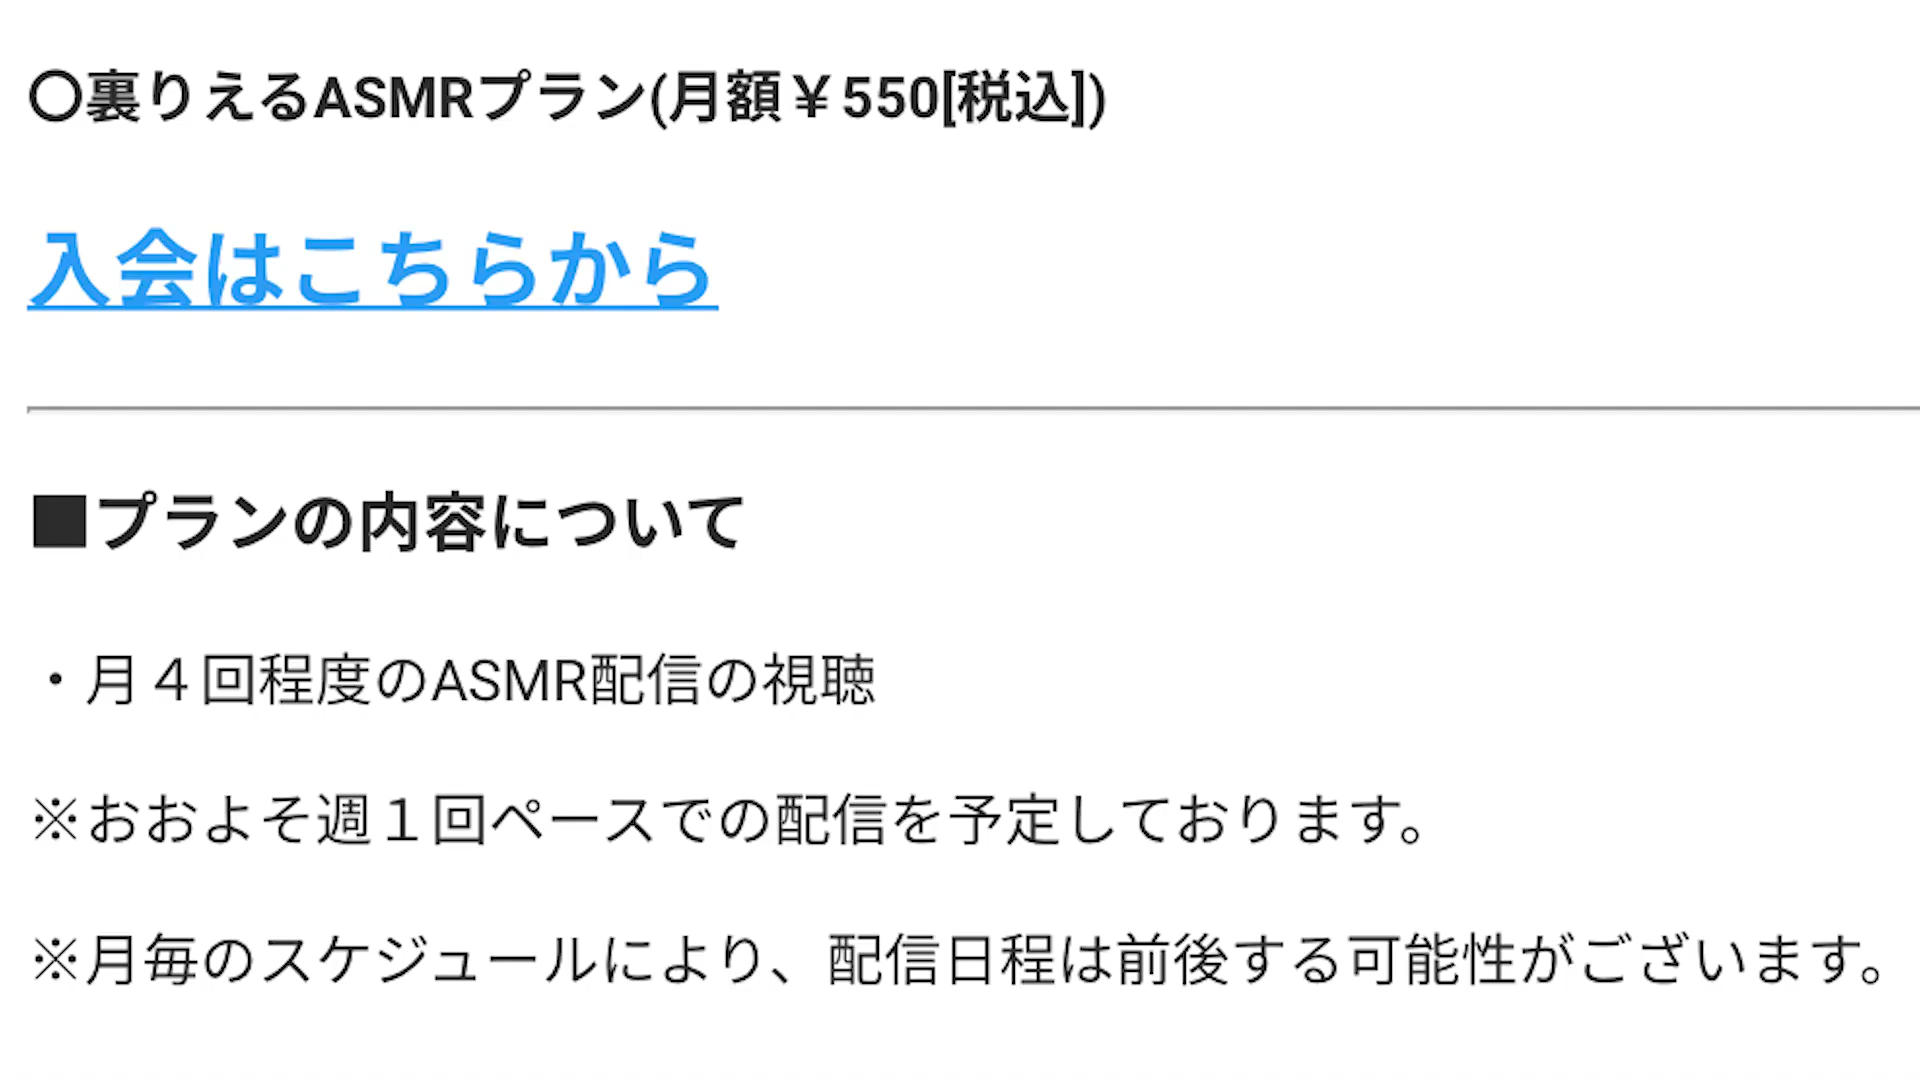 〇裏りえるASMRプラン(月額￥550[税込])
入会はこちらから
■プランの内容について
・月４回程度のASMR配信の視聴
※おおよそ週１回ペースでの配信を予定しております。
※月毎のスケジュールにより、配信日程は前後する可能性がございます。